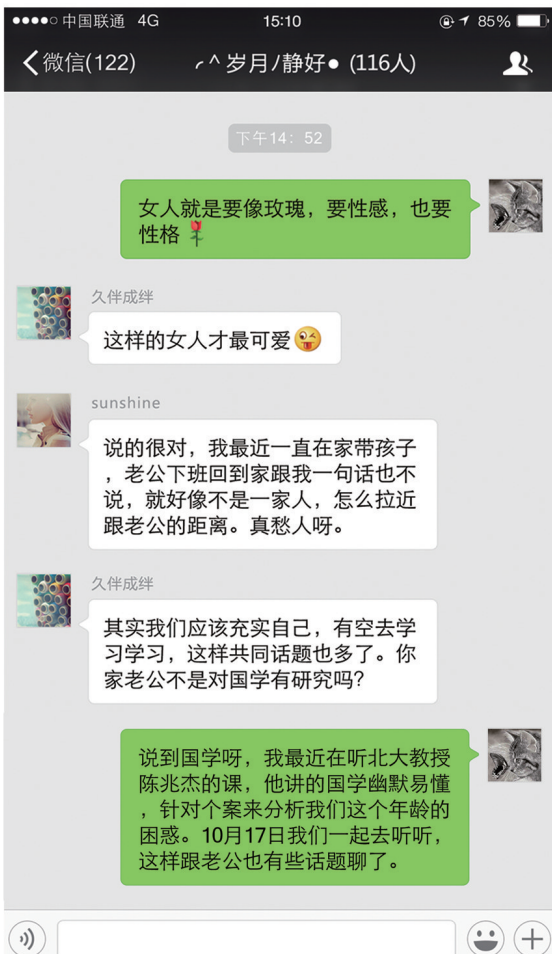 中国联通 4G 15:10 85%
微信(122) ╭^岁月/静好●(116人)
下午14:52
女人就是要像玫瑰，要性感，也要
性格🌹
久伴成绊
这样的女人才最可爱😜
sunshine
说的很对，我最近一直在家带孩子
，老公下班回到家跟我一句话也不
说，就好像不是一家人，怎么拉近
跟老公的距离。真愁人呀。
久伴成绊
其实我们应该充实自己，有空去学
习学习，这样共同话题也多了。你
家老公不是对国学有研究吗？
说到国学呀，我最近在听北大教授
陈兆杰的课，他讲的国学幽默易懂
，针对个案来分析我们这个年龄的
困惑。10月17日我们一起去听听，
这样跟老公也有些话题聊了。